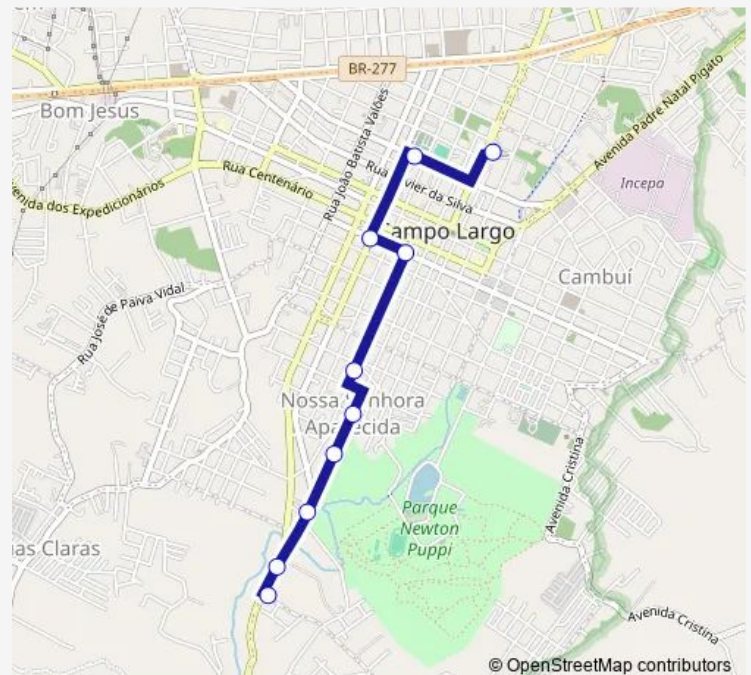 BR-277
Bom Jesus
Rua João Batista Valões
Avenida Padre Natal Pigato
Rua Centenário
Rua
vier da Silva
Incepa
venida dos Expedicionários
Campo Largo
Cambuí
Rua José de Paiva Vidal
Nossa
nhora
Apa
ecida
Parque
Newton
Puppi
Avenida Cristina
as Claras
Avenida Cristina
© OpenStreetMap contributors